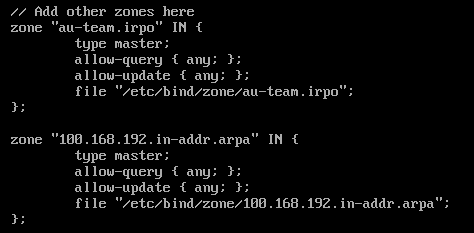 // Add other zones here
zone "au-team.irpo" IN {
        type master;
        allow-query { any; };
        allow-update { any; };
        file "/etc/bind/zone/au-team.irpo";
};

zone "100.168.192.in-addr.arpa" IN {
        type master;
        allow-query { any; };
        allow-update { any; };
        file "/etc/bind/zone/100.168.192.in-addr.arpa";
};